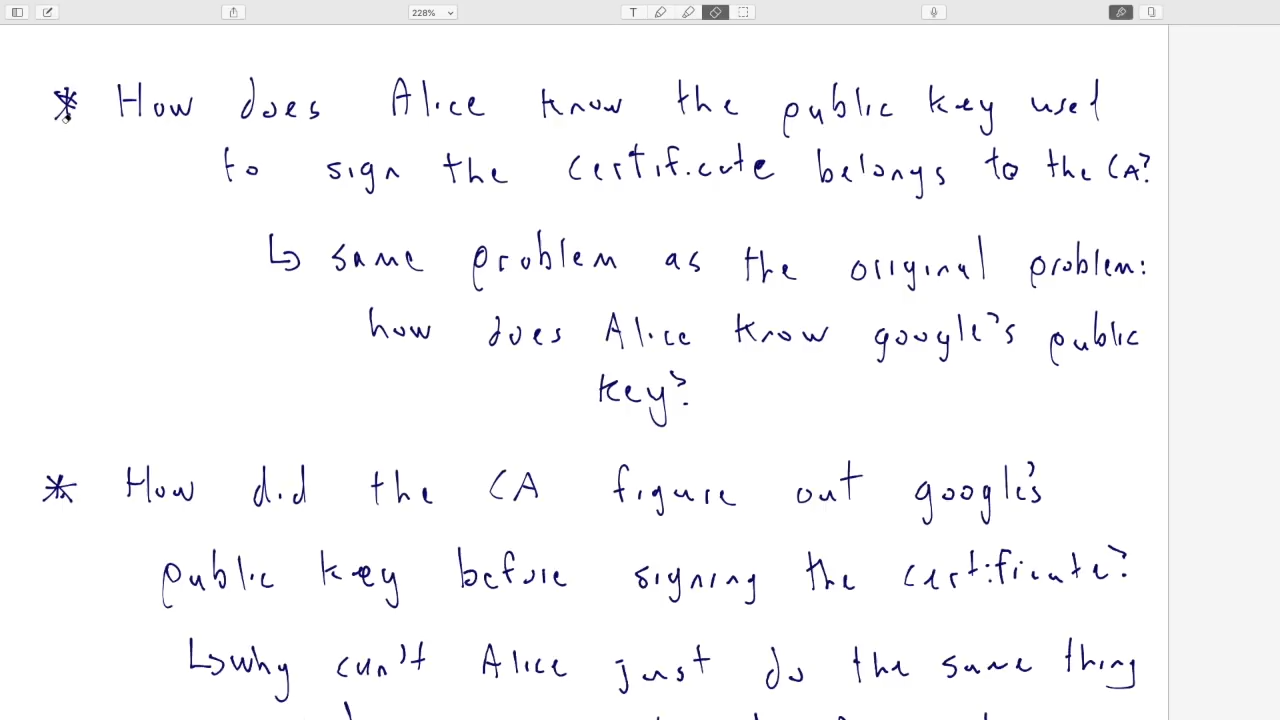 228%
T
* How does Alice know the public key used
to sign the certificate belongs to the CA?
↳ same problem as the original problem:
how does Alice know google's public
key?
* How did the CA figure out google's
public key before signing the certificate?
↳ why can't Alice just do the same thing